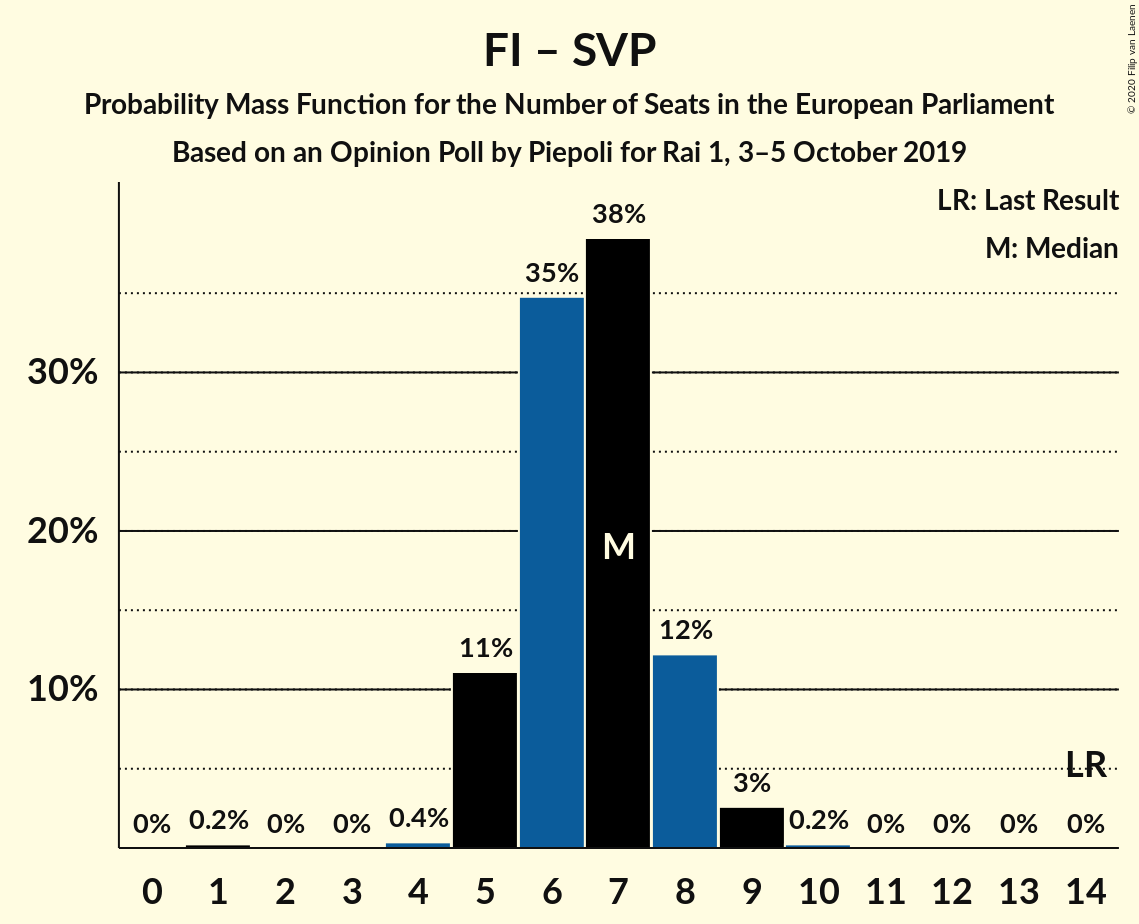 FI – SVP
Probability Mass Function for the Number of Seats in the European Parliament
Based on an Opinion Poll by Piepoli for Rai 1, 3–5 October 2019
© 2020 Filip van Laenen
LR: Last Result
M: Median
38%
35%
30%
20%
M
12%
11%
10%
LR
3%
0% 0.2% 0% 0% 0.4% 0.2% 0% 0% 0% 0%
0 1 2 3 4 5 6 7 8 9 10 11 12 13 14